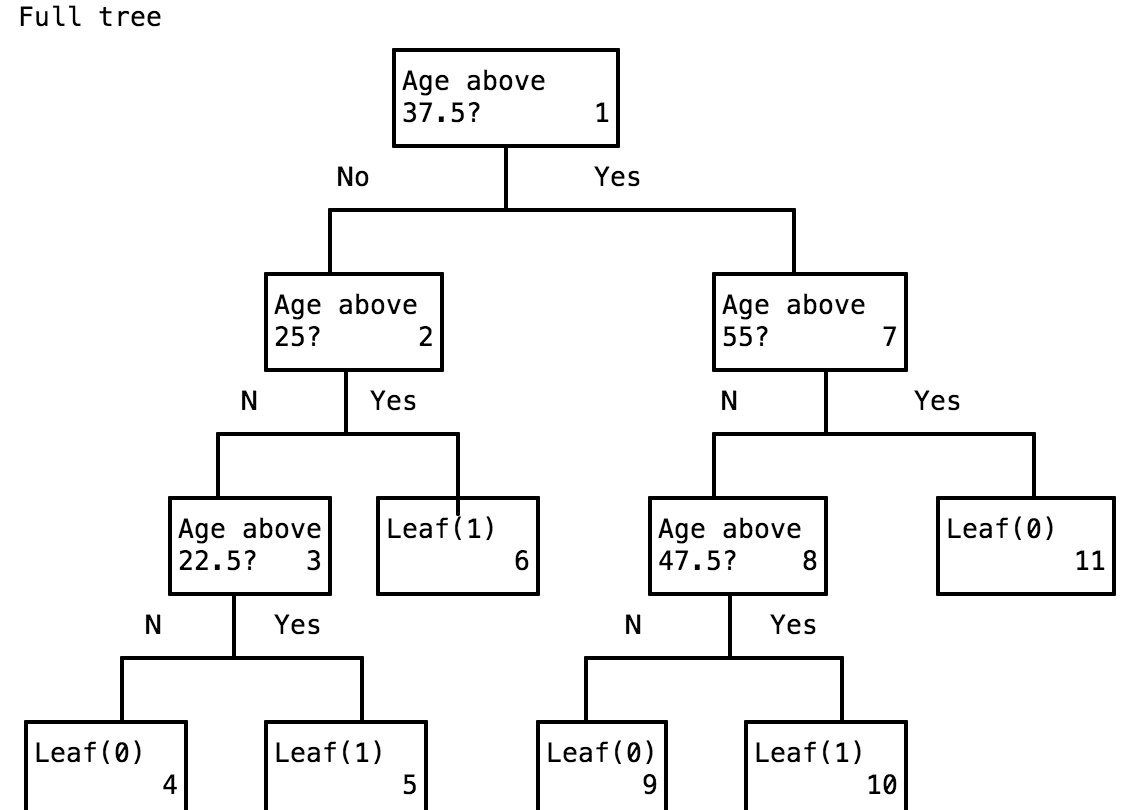 Full tree
Age above
37.5? 1
No Yes
Age above
25? 2
Age above
55? 7
N Yes
N Yes
Age above
22.5? 3
Leaf(1)
6
Age above
47.5? 8
Leaf(0)
11
N Yes
N Yes
Leaf(0)
4
Leaf(1)
5
Leaf(0)
9
Leaf(1)
10